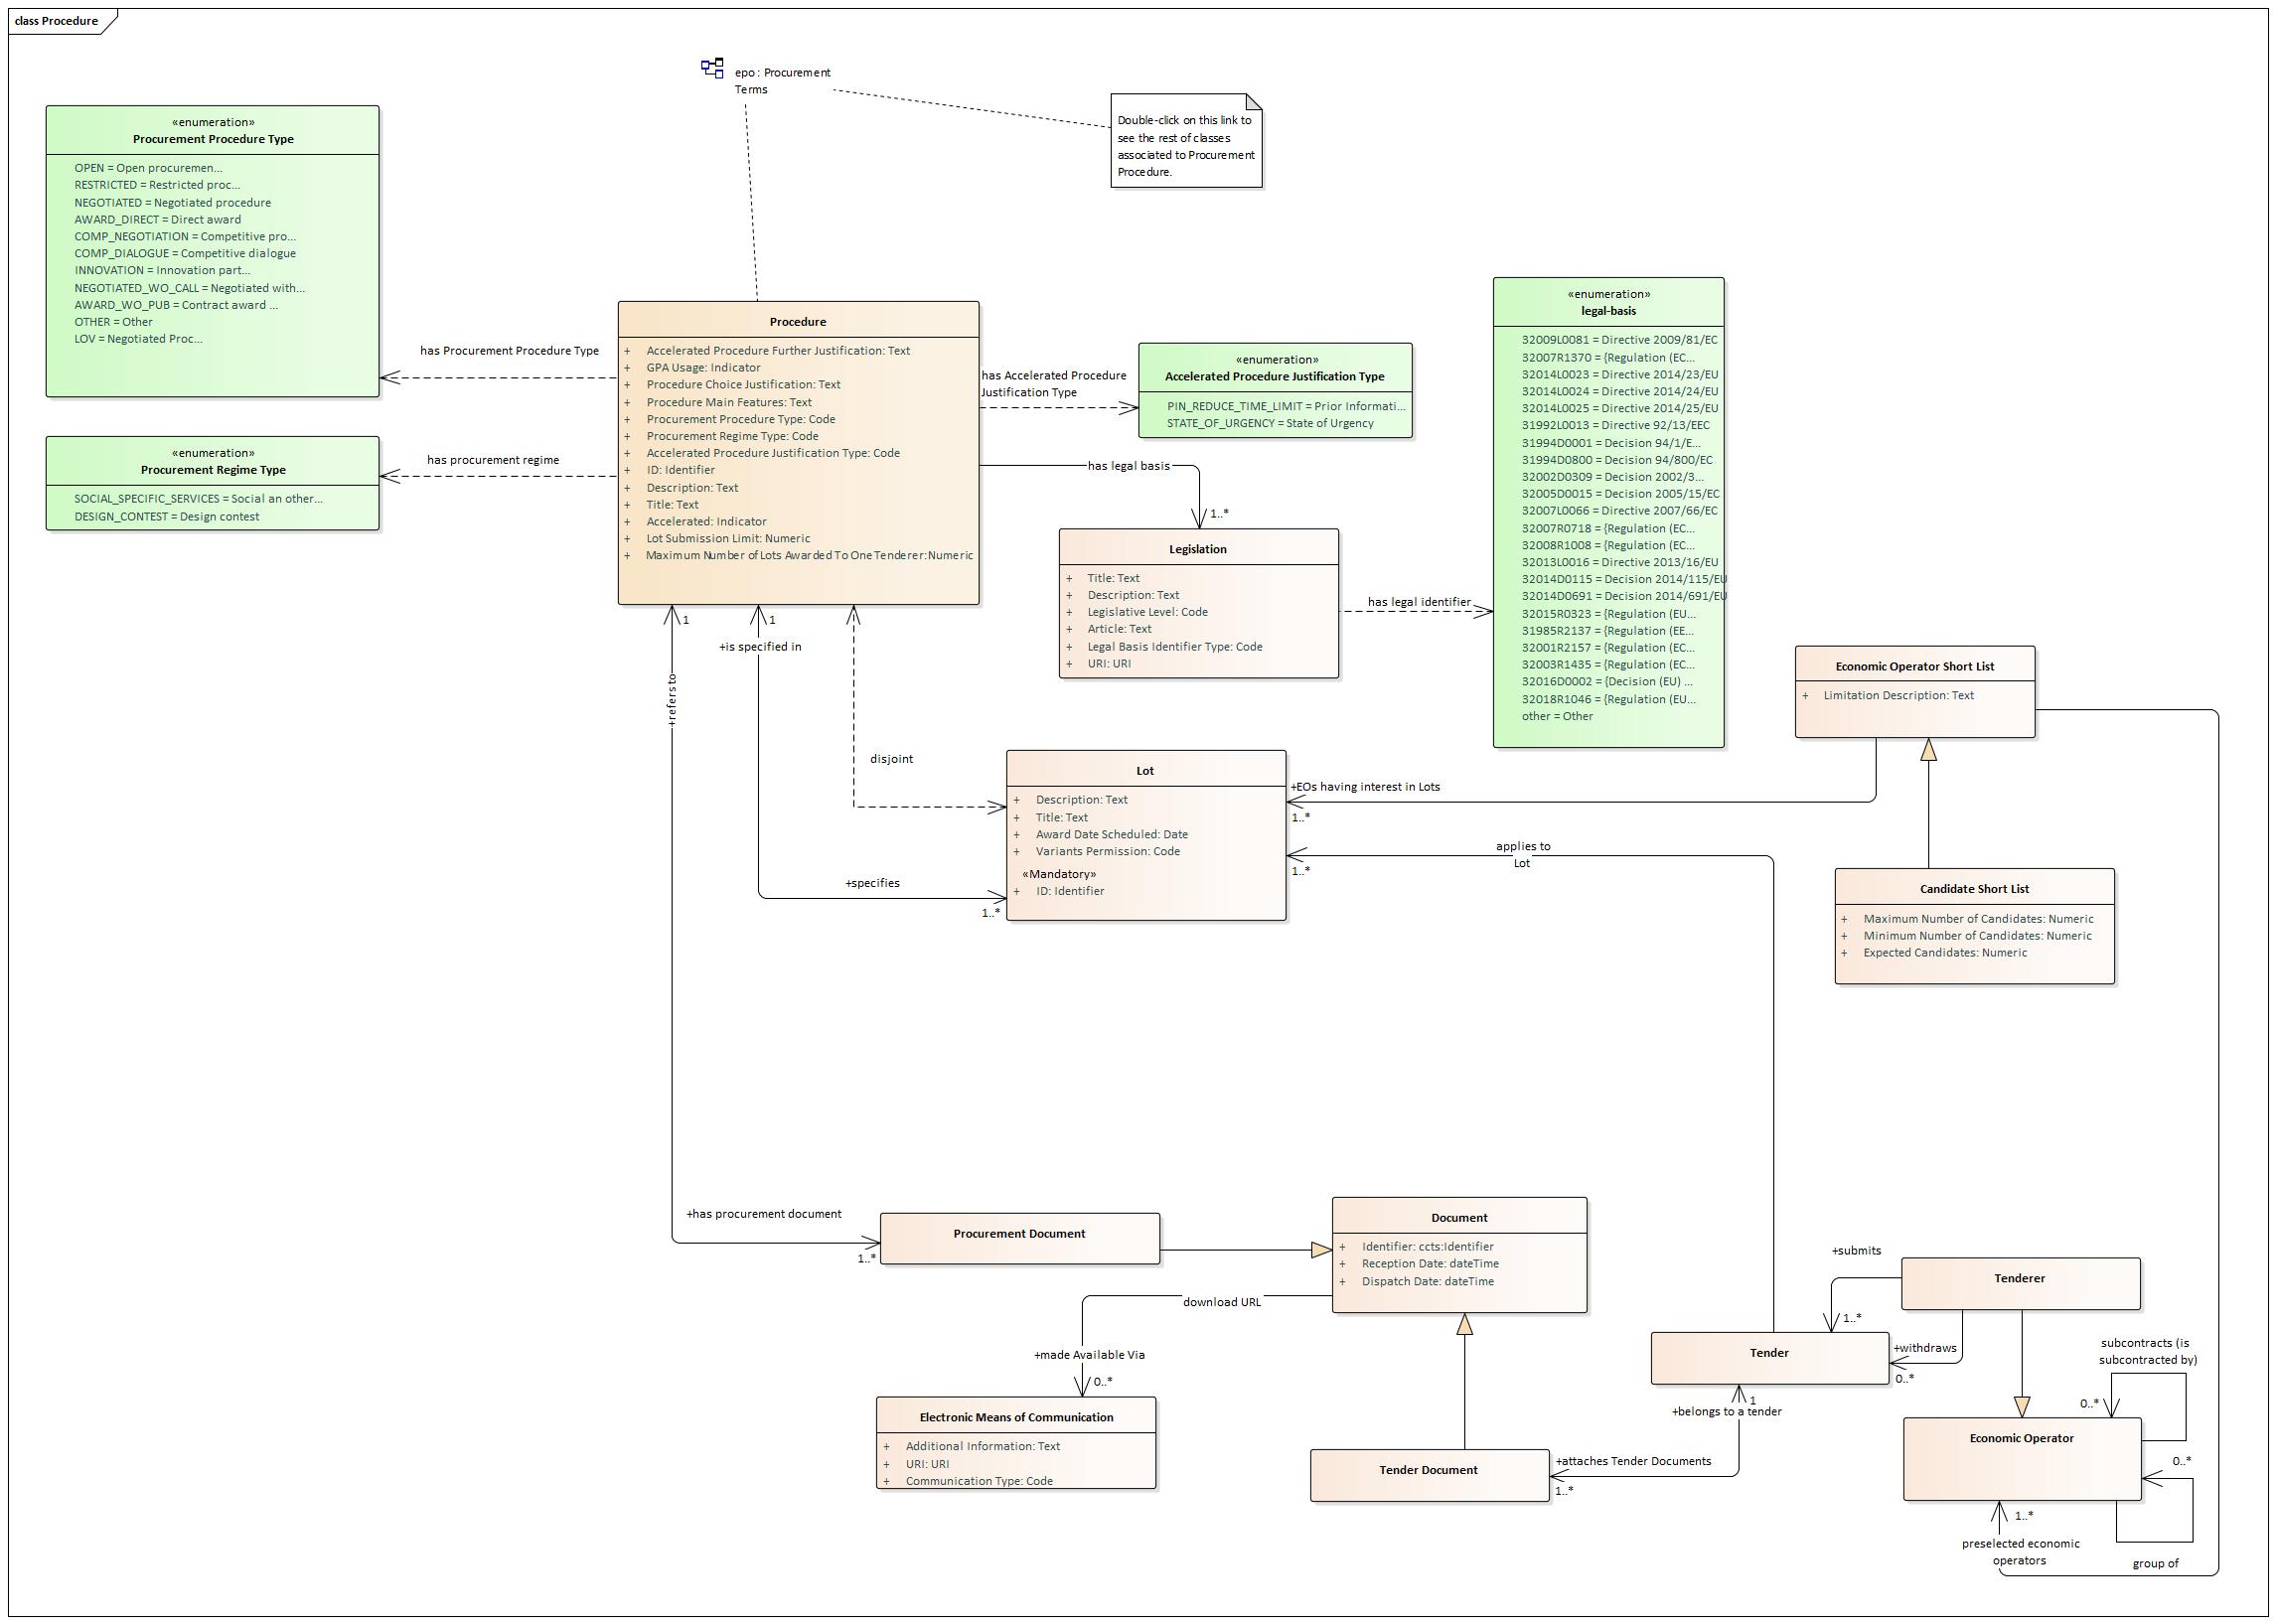 class Procedure
epo : Procurement
Terms
Double-click on this link to
see the rest of classes
associated to Procurement
Procedure.
«enumeration»
Procurement Procedure Type
OPEN = Open procuremen...
RESTRICTED = Restricted proc...
NEGOTIATED = Negotiated procedure
AWARD_DIRECT = Direct award
COMP_NEGOTIATION = Competitive pro...
COMP_DIALOGUE = Competitive dialogue
INNOVATION = Innovation part...
NEGOTIATED_WO_CALL = Negotiated with...
AWARD_WO_PUB = Contract award ...
OTHER = Other
LOV = Negotiated Proc...
has Procurement Procedure Type
«enumeration»
Procurement Regime Type
SOCIAL_SPECIFIC_SERVICES = Social an other...
DESIGN_CONTEST = Design contest
has procurement regime
Procedure
+ Accelerated Procedure Further Justification: Text
+ GPA Usage: Indicator
+ Procedure Choice Justification: Text
+ Procedure Main Features: Text
+ Procurement Procedure Type: Code
+ Procurement Regime Type: Code
+ Accelerated Procedure Justification Type: Code
+ ID: Identifier
+ Description: Text
+ Title: Text
+ Accelerated: Indicator
+ Lot Submission Limit: Numeric
+ Maximum Number of Lots Awarded To One Tenderer: Numeric
has Accelerated Procedure
Justification Type
«enumeration»
Accelerated Procedure Justification Type
PIN_REDUCE_TIME_LIMIT = Prior Informati...
STATE_OF_URGENCY = State of Urgency
has legal basis
1..*
Legislation
+ Title: Text
+ Description: Text
+ Legislative Level: Code
+ Article: Text
+ Legal Basis Identifier Type: Code
+ URI: URI
has legal identifier
«enumeration»
legal-basis
32009L0081 = Directive 2009/81/EC
32007R1370 = {Regulation (EC...
32014L0023 = Directive 2014/23/EU
32014L0024 = Directive 2014/24/EU
32014L0025 = Directive 2014/25/EU
31992L0013 = Directive 92/13/EEC
31994D0001 = Decision 94/1/E...
31994D0800 = Decision 94/800/EC
32002D0309 = Decision 2002/3...
32005D0015 = Decision 2005/15/EC
32007L0066 = Directive 2007/66/EC
32007R0718 = {Regulation (EC...
32008R1008 = {Regulation (EC...
32013L0016 = Directive 2013/16/EU
32014D0115 = Decision 2014/115/EU
32014D0691 = Decision 2014/691/EU
32015R0323 = {Regulation (EU...
31985R2137 = {Regulation (EE...
32001R2157 = {Regulation (EC...
32003R1435 = {Regulation (EC...
32016D0002 = {Decision (EU) ...
32018R1046 = {Regulation (EU...
other = Other
1
1
+is specified in
+refers to
disjoint
+specifies
1..*
Lot
+ Description: Text
+ Title: Text
+ Award Date Scheduled: Date
+ Variants Permission: Code
«Mandatory»
+ ID: Identifier
+EOs having interest in Lots
1..*
applies to
Lot
1..*
Economic Operator Short List
+ Limitation Description: Text
Candidate Short List
+ Maximum Number of Candidates: Numeric
+ Minimum Number of Candidates: Numeric
+ Expected Candidates: Numeric
+has procurement document
1..*
Procurement Document
Document
+ Identifier: ccts:Identifier
+ Reception Date: dateTime
+ Dispatch Date: dateTime
download URL
+made Available Via
0..*
Electronic Means of Communication
+ Additional Information: Text
+ URI: URI
+ Communication Type: Code
Tender Document
+attaches Tender Documents
1..*
1
+belongs to a tender
Tender
+submits
1..*
+withdraws
0..*
Tenderer
subcontracts (is
subcontracted by)
0..*
Economic Operator
0..*
1..*
preselected economic
operators
group of